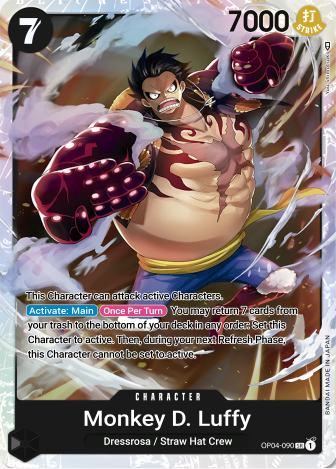 7
7000
打
STRIKE
This Character can attack active Characters.
Activate: Main Once Per Turn You may return 7 cards from
your trash to the bottom of your deck in any order: Set this
Character to active. Then, during your next Refresh Phase,
this Character cannot be set to active.
CHARACTER
Monkey D. Luffy
Dressrosa / Straw Hat Crew
OP04-090 SR 1
BANDAI MADE IN JAPAN